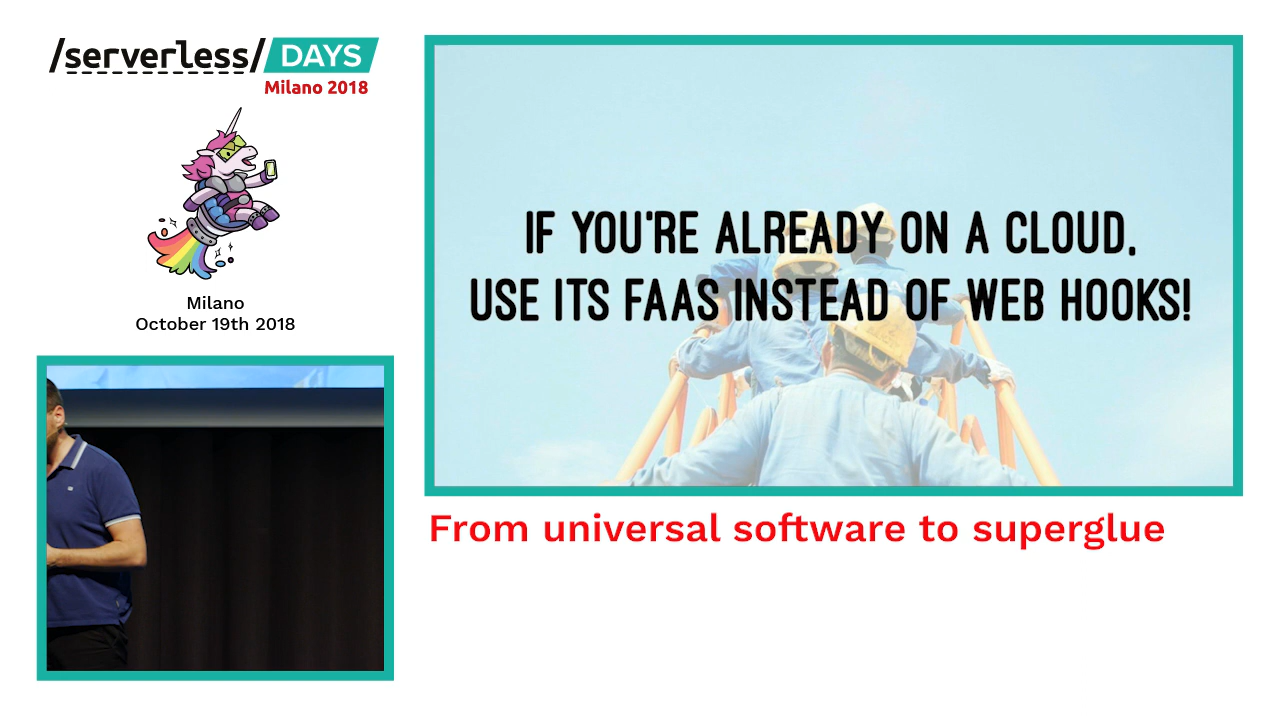 /serverless/ DAYS
Milano 2018
Milano
October 19th 2018
IF YOU'RE ALREADY ON A CLOUD,
USE ITS FAAS INSTEAD OF WEB HOOKS!
From universal software to superglue